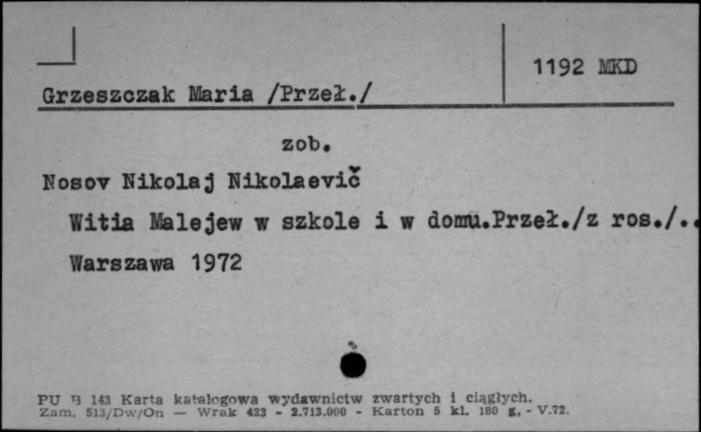 1192 MKD
Grzeszczak Maria /Przeł./
zob.
Nosov Nikolaj Nikolaevič
Witia Malejew w szkole i w domu.Przeł./z ros./..
Warszawa 1972
PU B 143 Karta katalogowa wydawnictw zwartych i ciągłych.
Zam. 513/Dw/On — Wrak 423 - 2.713.000 - Karton 5 kl. 180 g. - V.72.